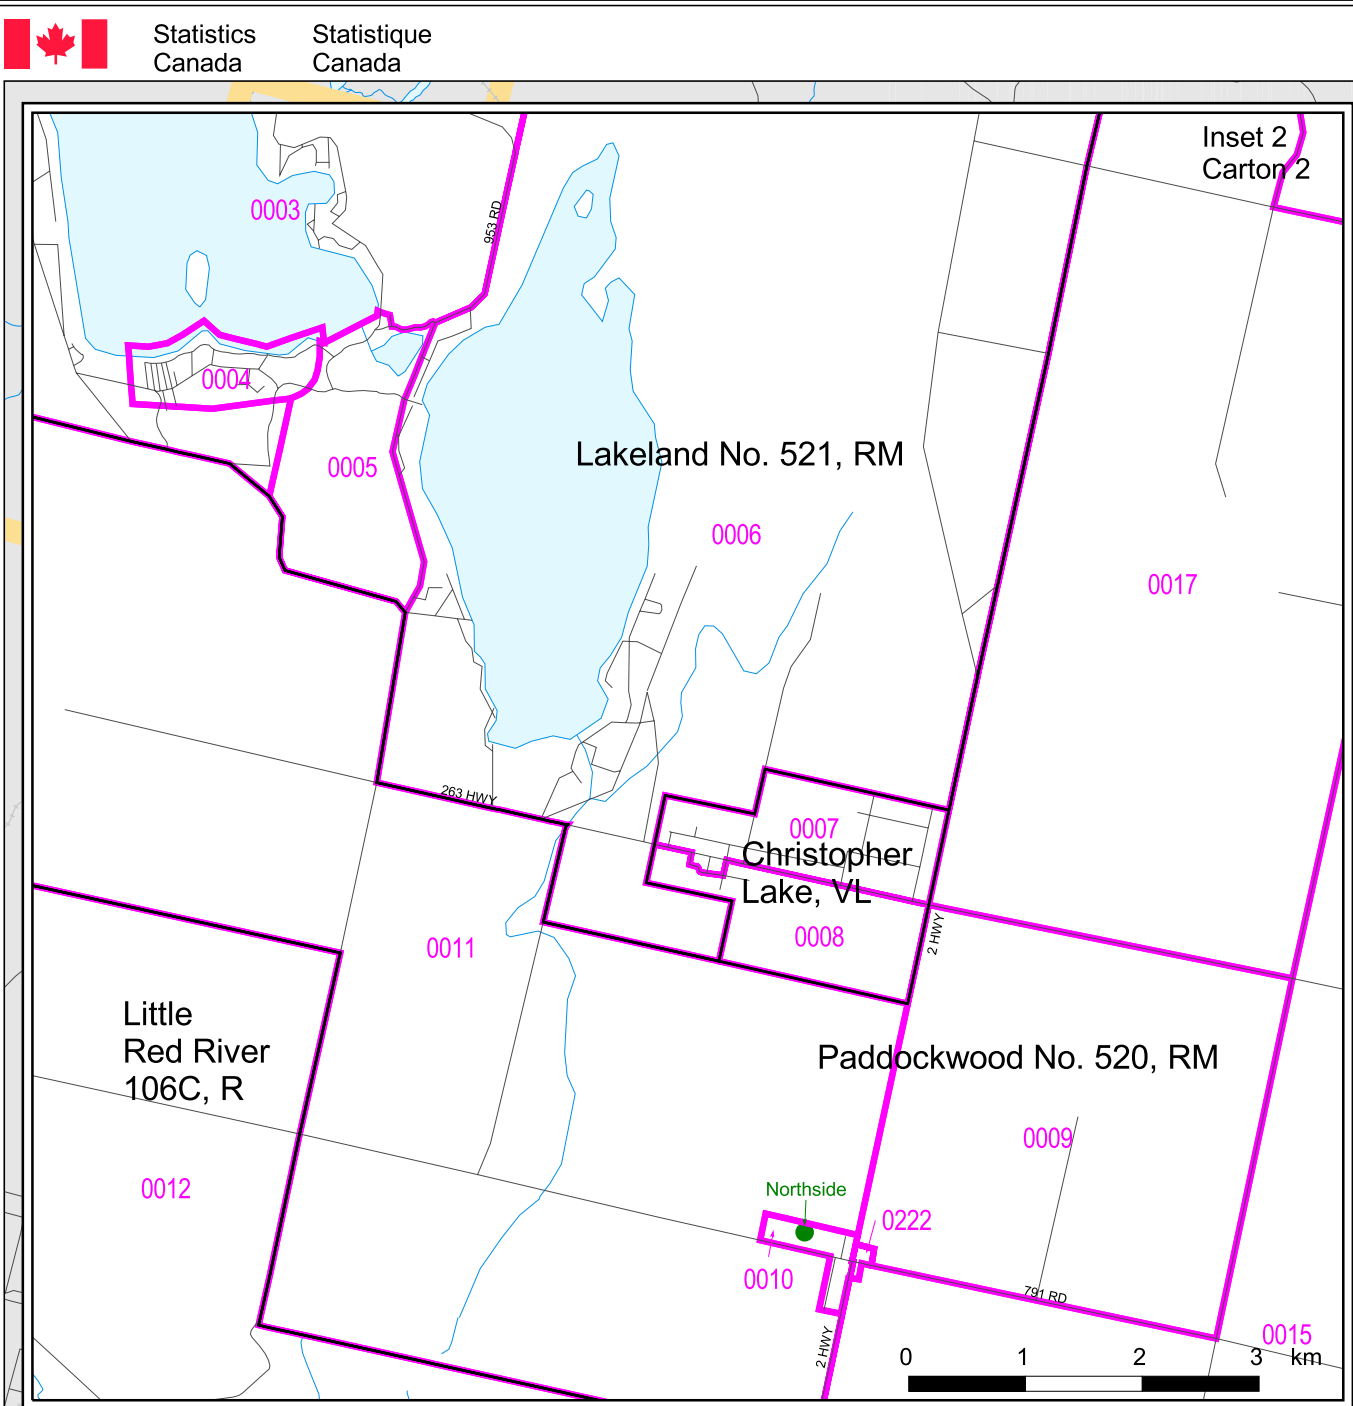 Statistics Statistique
Canada Canada
Inset 2
Carton 2
0003
953 RD
0004
0005
Lakeland No. 521, RM
0006
0017
263 HWY
0007
Christopher
Lake, VL
0008
2 HWY
0011
Little
Red River
106C, R
Paddockwood No. 520, RM
0009
0012
Northside
0222
0010
791 RD
2 HWY
0015
0 1 2 3 km